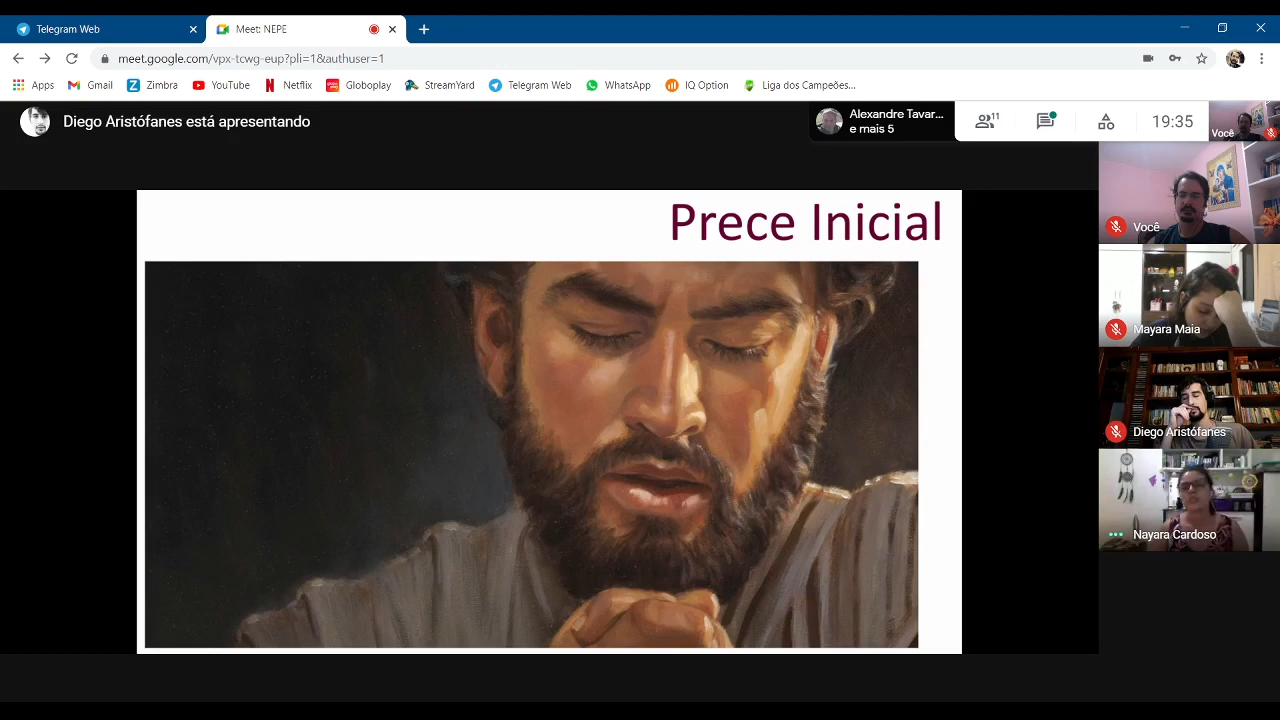 Telegram Web
Meet: NEPE
meet.google.com/vpx-tcwg-eup?pli=1&authuser=1
Apps Gmail Zimbra YouTube Netflix Globoplay StreamYard Telegram Web WhatsApp IQ Option Liga dos Campeões...
Diego Aristófanes está apresentando
Alexandre Tavar...
e mais 5
11
19:35
Você
Prece Inicial
Você
Mayara Maia
Diego Aristófanes
Nayara Cardoso